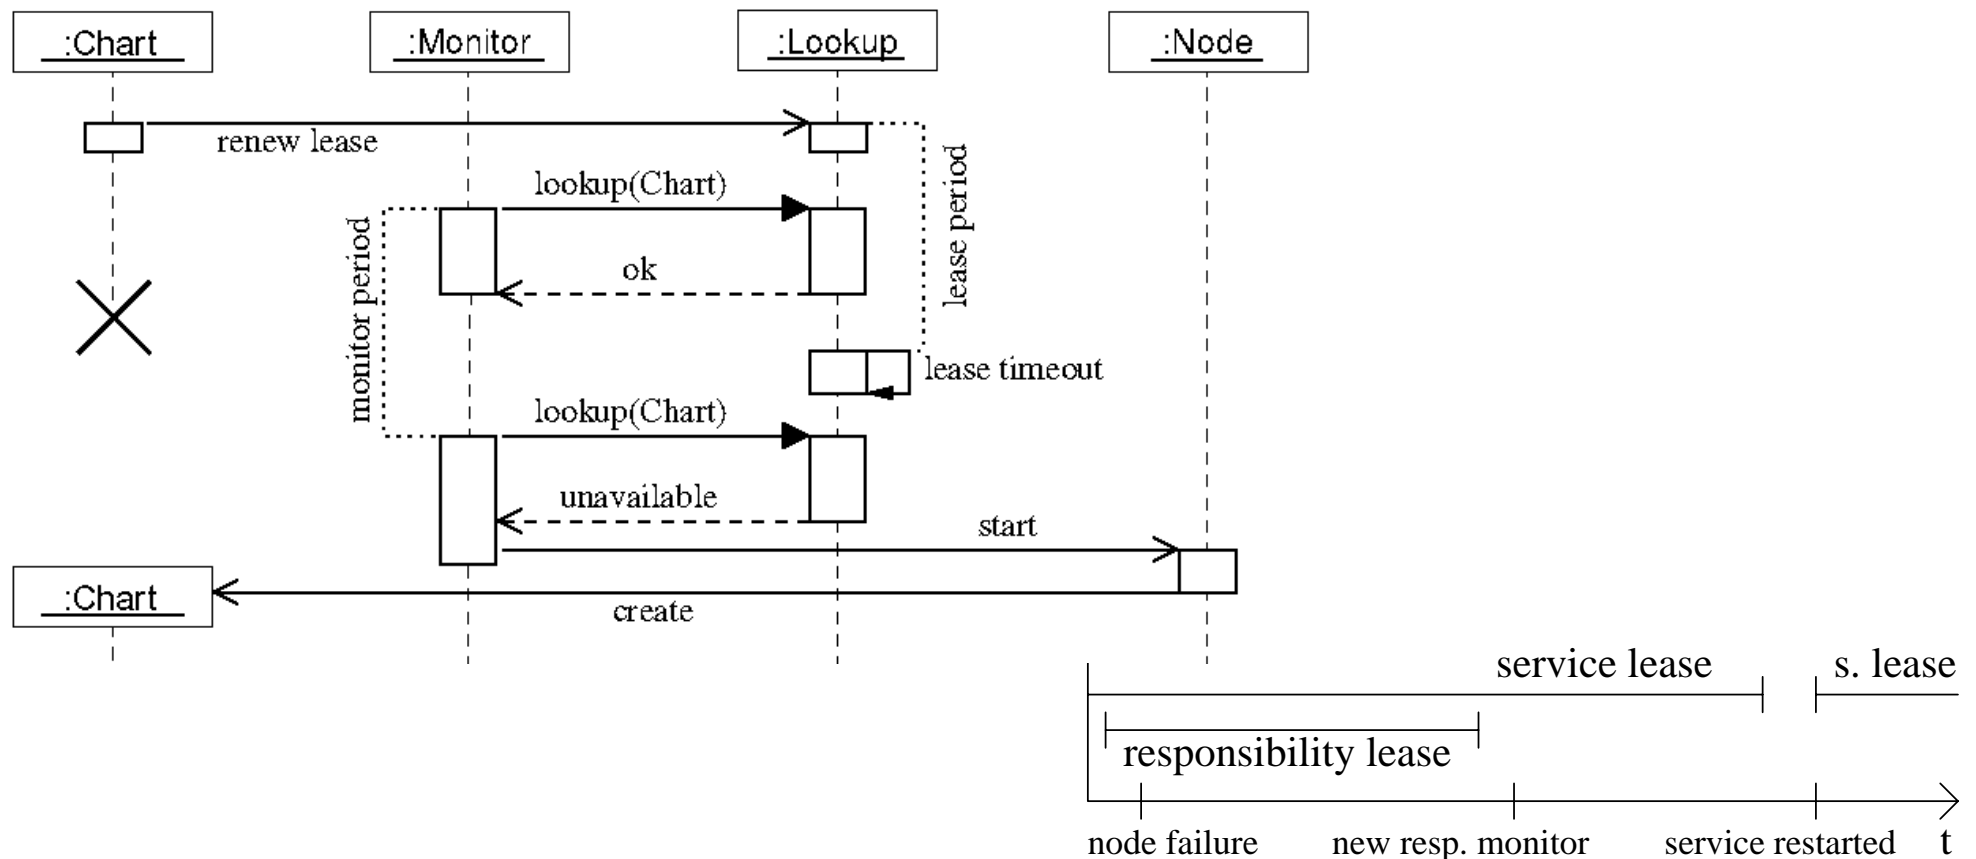 :Chart
:Monitor
:Lookup
:Node
renew lease
lookup(Chart)
lease period
monitor period
ok
lease timeout
lookup(Chart)
unavailable
start
:Chart
create
service lease
s. lease
responsibility lease
node failure
new resp. monitor
service restarted
t